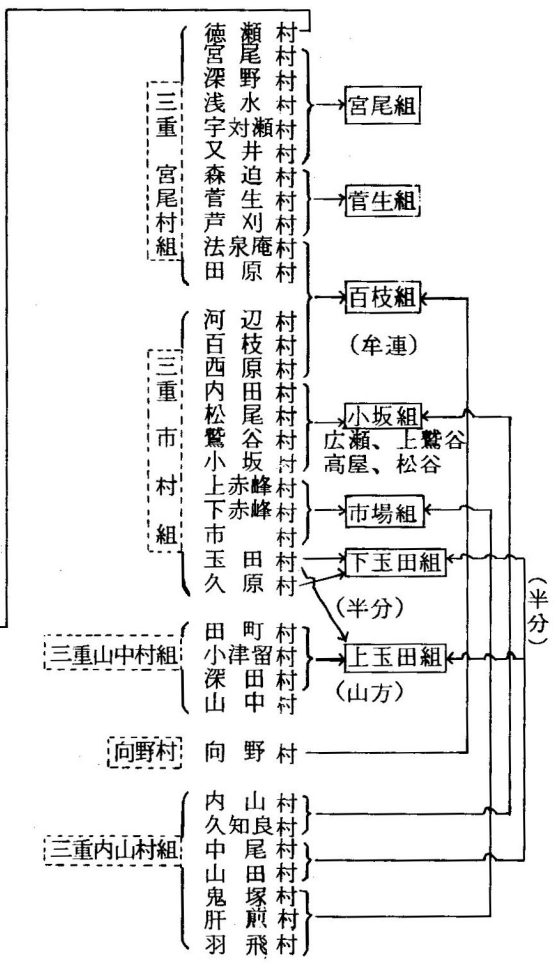 徳瀬村
宮尾村
深野村
浅水村
宇対瀬村
又井村
森迫村
菅生村
芦刈村
法泉庵村
田原村
三重宮尾村組
宮尾組
菅生組
百枝組
(牟連)
河辺村
百枝村
西原村
内田村
松尾村
鷲谷村
小坂村
上赤峰村
下赤峰村
市村
玉田村
久原村
三重市村組
小坂組
広瀬、上鷲谷
高屋、松谷
市場組
下玉田組
(半分)
(半分)
田町村
小津留村
深田村
山中村
三重山中村組
上玉田組
(山方)
向野村
向野村
内山村
久知良村
中尾村
山田村
鬼塚村
肝煎村
羽飛村
三重内山村組